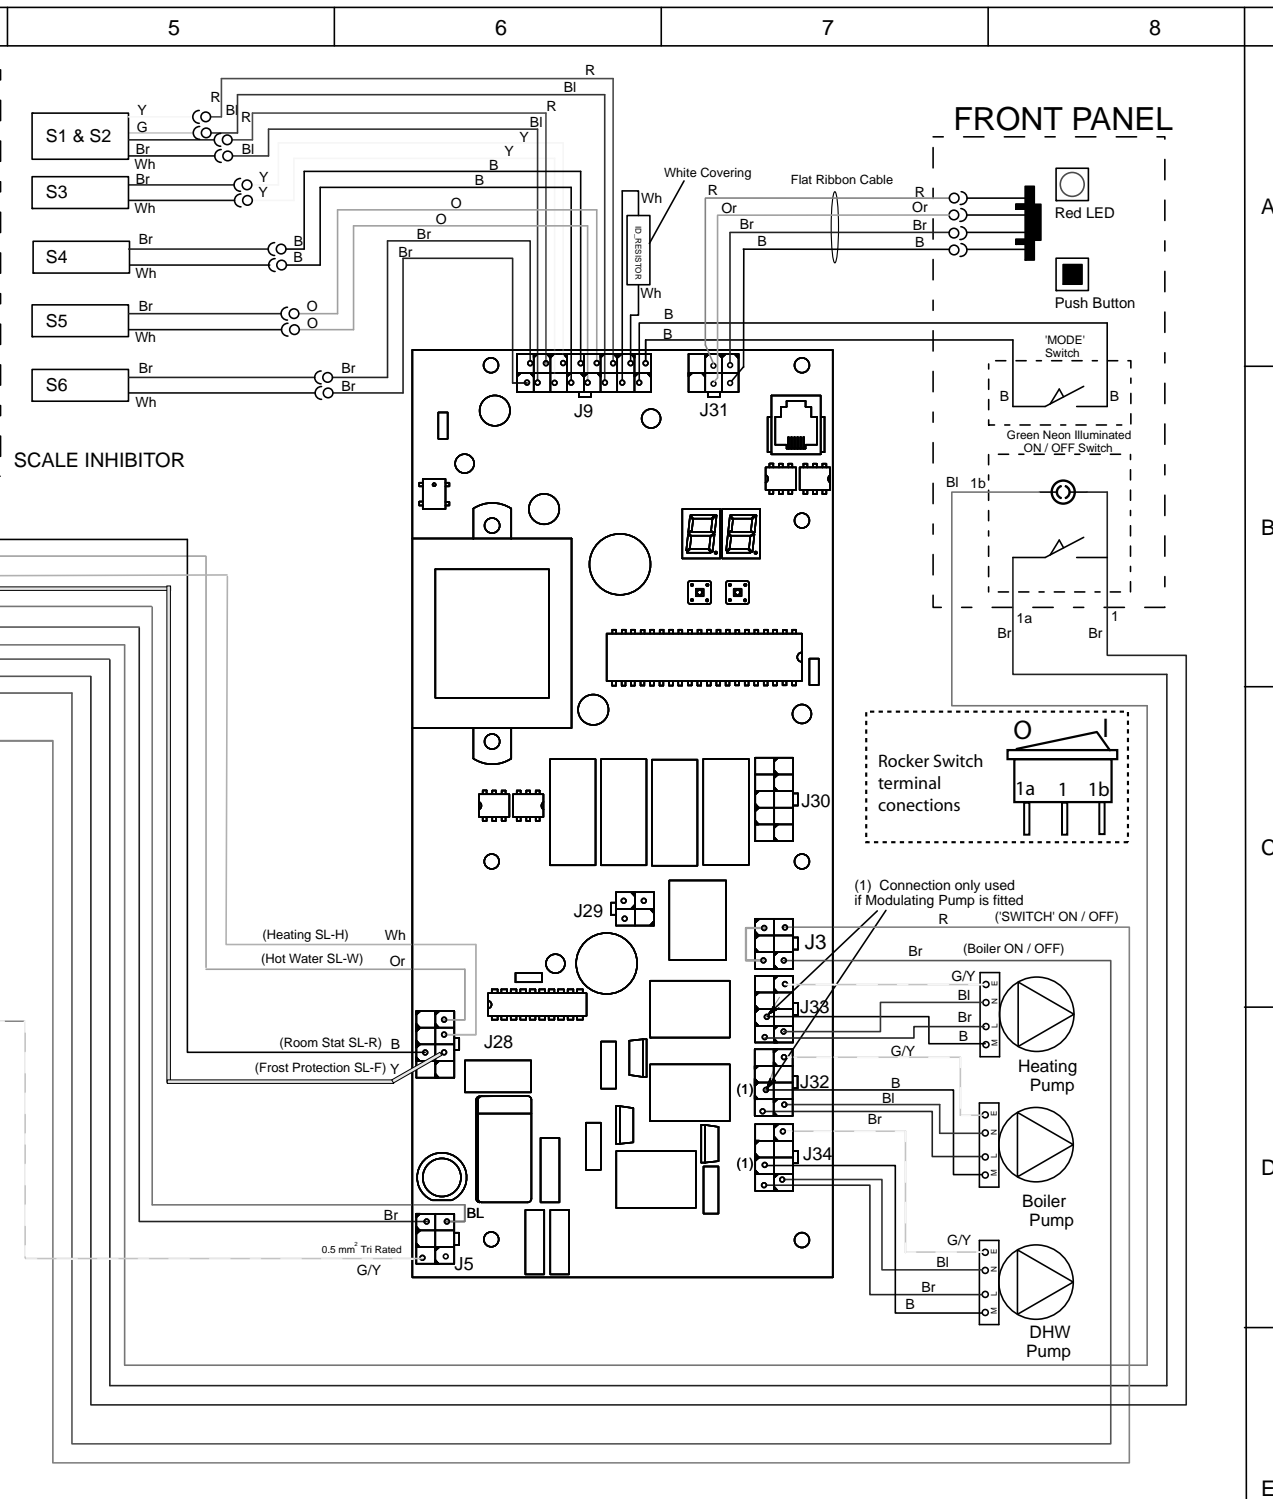 5 6 7 8
R
Bl
Y R Bl R R
S1 & S2 G Bl
Br Bl Y
Wh Y
S3 Br Y B
Wh Y B
White Covering
Flat Ribbon Cable
FRONT PANEL
A
Wh R R
Or Or
Br Br
B B
Red LED
O
O
S4 Br B Br
Wh B Br
ID_RESISTOR
Wh
Push Button
S5 Br O
Wh O
B
B
'MODE'
Switch
S6 Br Br
Wh Br
B B
J9 J31
Green Neon Illuminated
ON / OFF Switch
SCALE INHIBITOR
Bl 1b
B
1a 1
Br Br
Rocker Switch
terminal
conections
O I
1a 1 1b
J30
C
(1) Connection only used
if Modulating Pump is fitted
J29
R ('SWITCH' ON / OFF)
(Heating SL-H) Wh
J3
Br (Boiler ON / OFF)
(Hot Water SL-W) Or
G/Y E
Bl N
J33
Br L
B M
J28
(Room Stat SL-R) B
G/Y
Heating
Pump
(Frost Protection SL-F) Y
(1) J32
B
Bl
Br
E
N
L
M
(1) J34
D
Boiler
Pump
Br BL
G/Y E
0.5 mm² Tri Rated
G/Y
J5
Bl N
Br L
B M
DHW
Pump
E